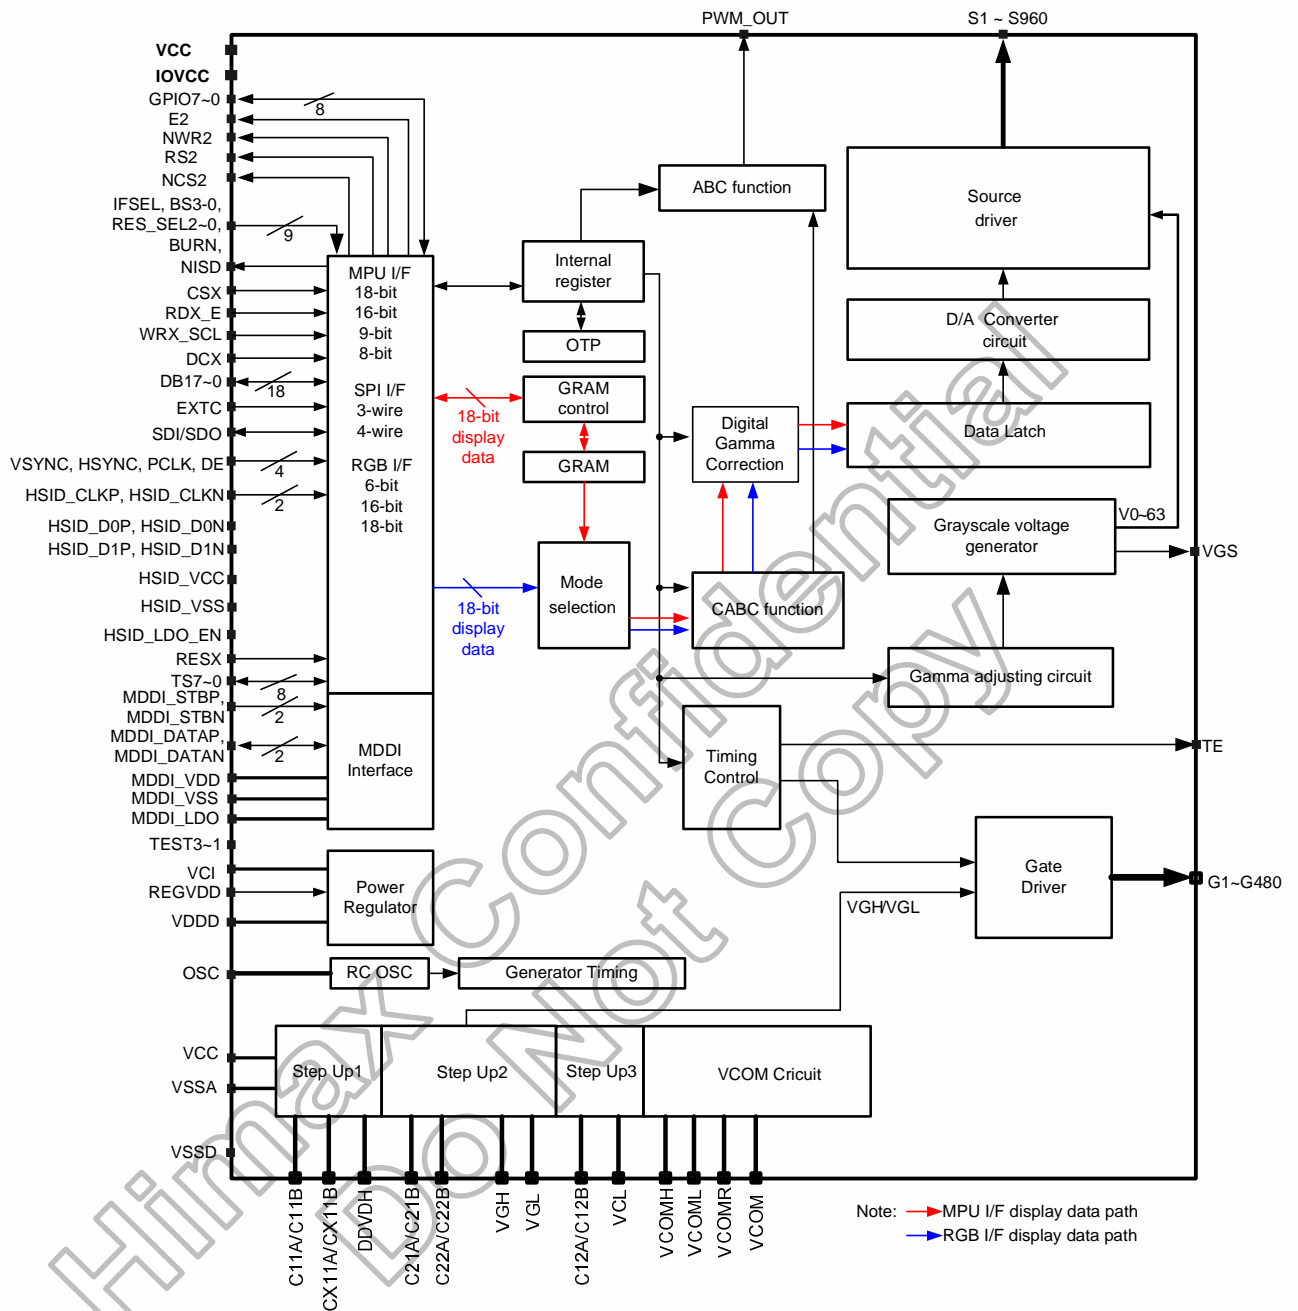 PWM_OUT
S1 ~ S960
VCC
IOVCC
GPIO7~0
8
E2
NWR2
RS2
NCS2
IFSEL, BS3-0,
RES_SEL2~0,
9
BURN,
NISD
CSX
RDX_E
WRX_SCL
DCX
DB17~0
18
EXTC
SDI/SDO
VSYNC, HSYNC, PCLK, DE
4
HSID_CLKP, HSID_CLKN
2
HSID_D0P, HSID_D0N
HSID_D1P, HSID_D1N
HSID_VCC
HSID_VSS
HSID_LDO_EN
RESX
TS7~0
8
MDDI_STBP,
MDDI_STBN
2
MDDI_DATAP,
MDDI_DATAN
2
MDDI_VDD
MDDI_VSS
MDDI_LDO
TEST3~1
VCI
REGVDD
VDDD
OSC
VCC
VSSA
VSSD
MPU I/F
18-bit
16-bit
9-bit
8-bit
SPI I/F
3-wire
4-wire
RGB I/F
6-bit
16-bit
18-bit
MDDI
Interface
Power
Regulator
RC OSC
Generator Timing
18-bit
display
data
18-bit
display
data
Internal
register
OTP
GRAM
control
GRAM
Mode
selection
ABC function
Digital
Gamma
Correction
CABC function
Timing
Control
Source
driver
D/A Converter
circuit
Data Latch
Grayscale voltage
generator
V0~63
VGS
Gamma adjusting circuit
TE
Gate
Driver
G1~G480
VGH/VGL
Step Up1
Step Up2
Step Up3
VCOM Cricuit
C11A/C11B
CX11A/CX11B
DDVDH
C21A/C21B
C22A/C22B
VGH
VGL
C12A/C12B
VCL
VCOMH
VCOML
VCOMR
VCOM
Note:
MPU I/F display data path
RGB I/F display data path
Himax Confidential
Do Not Copy